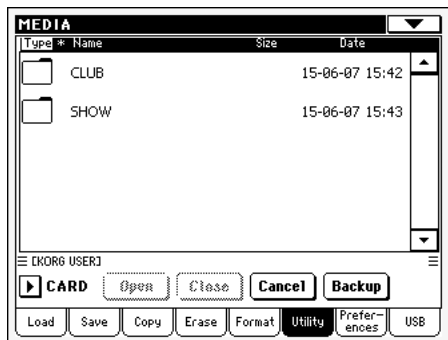 MEDIA
Type * Name Size Date
CLUB 15-06-07 15:42
SHOW 15-06-07 15:43
[KORG USER]
CARD Open Close Cancel Backup
Load Save Copy Erase Format Utility Prefer-ences USB